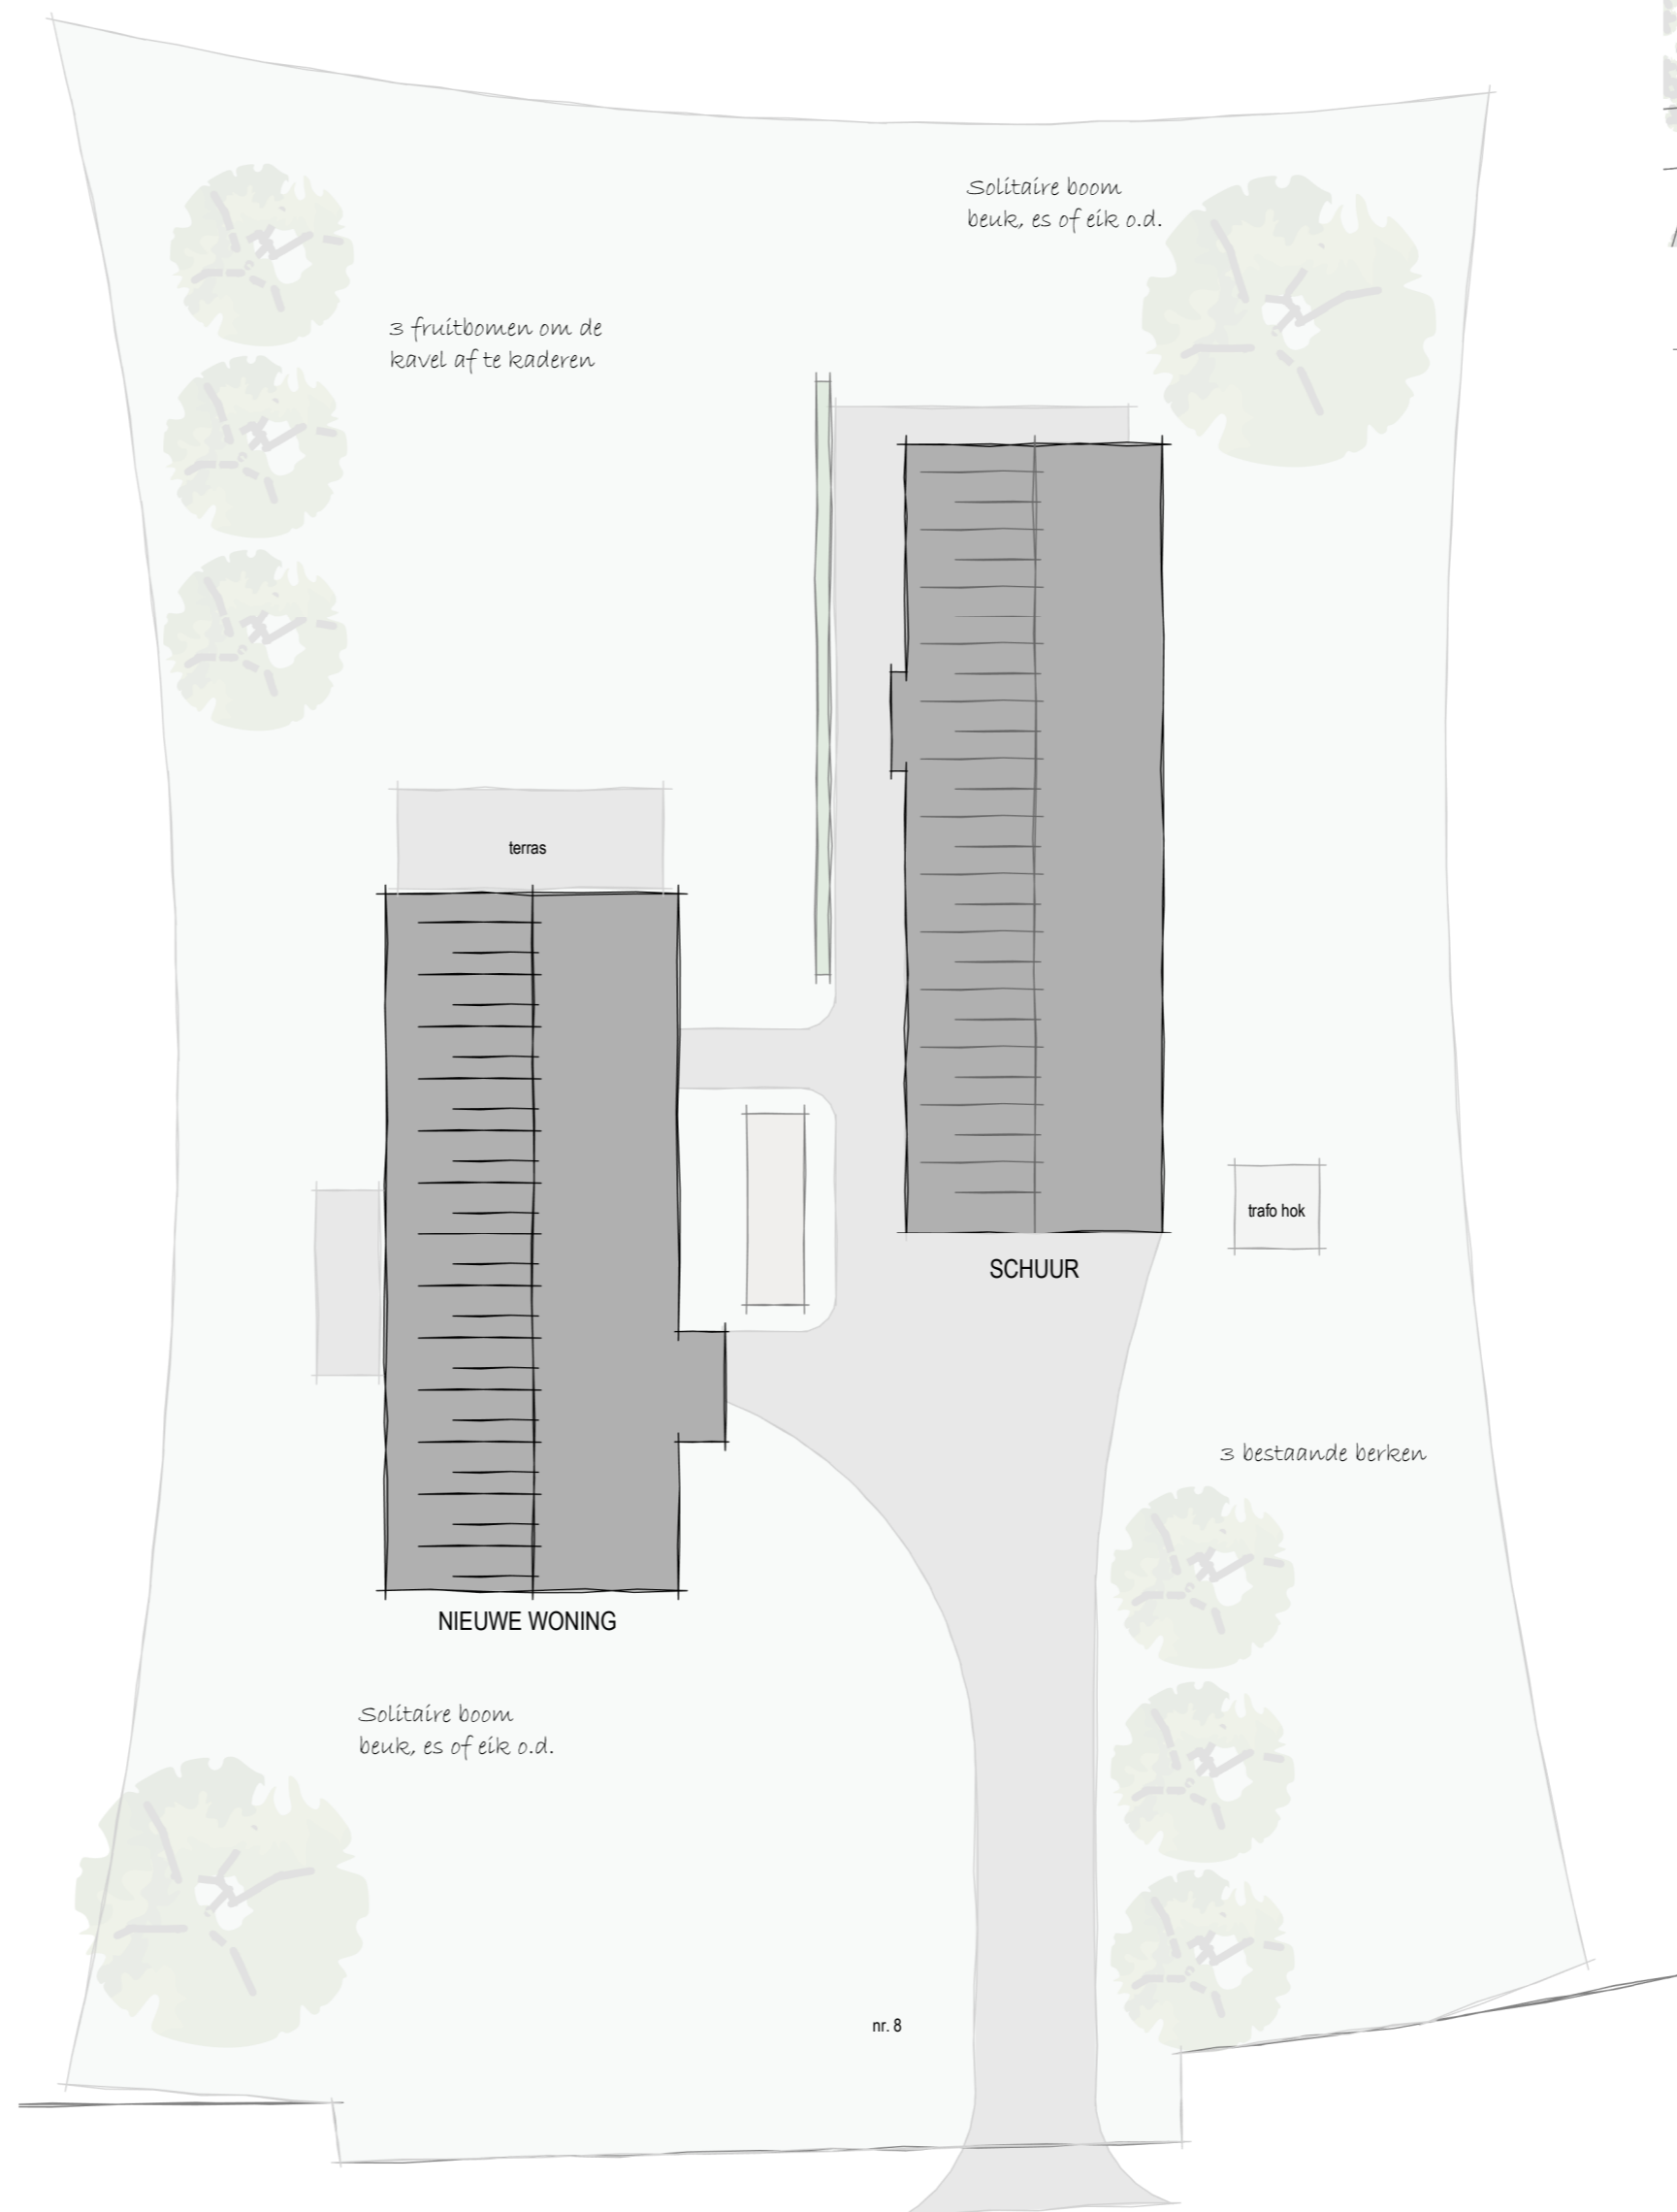 Solitaire boom
beuk, es of eik o.d.
3 fruitbomen om de
kavel af te kaderen
terras
trafo hok
SCHUUR
3 bestaande berken
NIEUWE WONING
Solitaire boom
beuk, es of eik o.d.
nr. 8